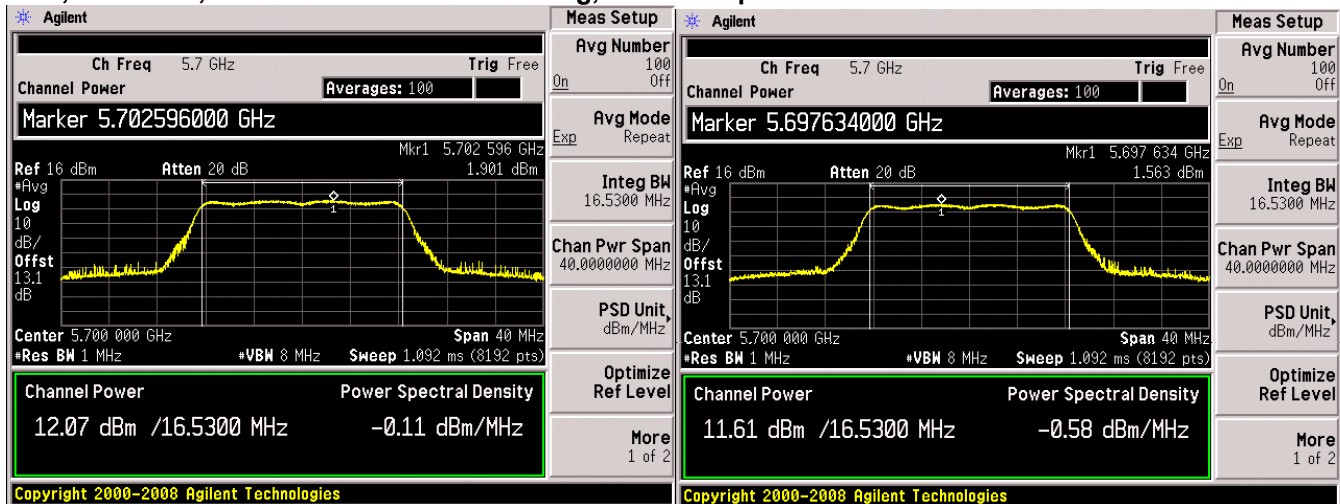 Agilent
Meas Setup
Ch Freq 5.7 GHz Trig Free
Channel Power Averages: 100
Marker 5.702596000 GHz
Mkr1 5.702 596 GHz
Ref 16 dBm Atten 20 dB 1.901 dBm
#Avg
Log
10
dB/
Offst
13.1
dB
1
Center 5.700 000 GHz Span 40 MHz
#Res BW 1 MHz #VBW 8 MHz Sweep 1.092 ms (8192 pts)
Channel Power Power Spectral Density
12.07 dBm /16.5300 MHz -0.11 dBm/MHz
Copyright 2000-2008 Agilent Technologies
Avg Number
100
On Off
Avg Mode
Exp Repeat
Integ BW
16.5300 MHz
Chan Pwr Span
40.0000000 MHz
PSD Unit
dBm/MHz
Optimize
Ref Level
More
1 of 2
Agilent
Meas Setup
Ch Freq 5.7 GHz Trig Free
Channel Power Averages: 100
Marker 5.697634000 GHz
Mkr1 5.697 634 GHz
Ref 16 dBm Atten 20 dB 1.563 dBm
#Avg
Log
10
dB/
Offst
13.1
dB
1
Center 5.700 000 GHz Span 40 MHz
#Res BW 1 MHz #VBW 8 MHz Sweep 1.092 ms (8192 pts)
Channel Power Power Spectral Density
11.61 dBm /16.5300 MHz -0.58 dBm/MHz
Copyright 2000-2008 Agilent Technologies
Avg Number
100
On Off
Avg Mode
Exp Repeat
Integ BW
16.5300 MHz
Chan Pwr Span
40.0000000 MHz
PSD Unit
dBm/MHz
Optimize
Ref Level
More
1 of 2